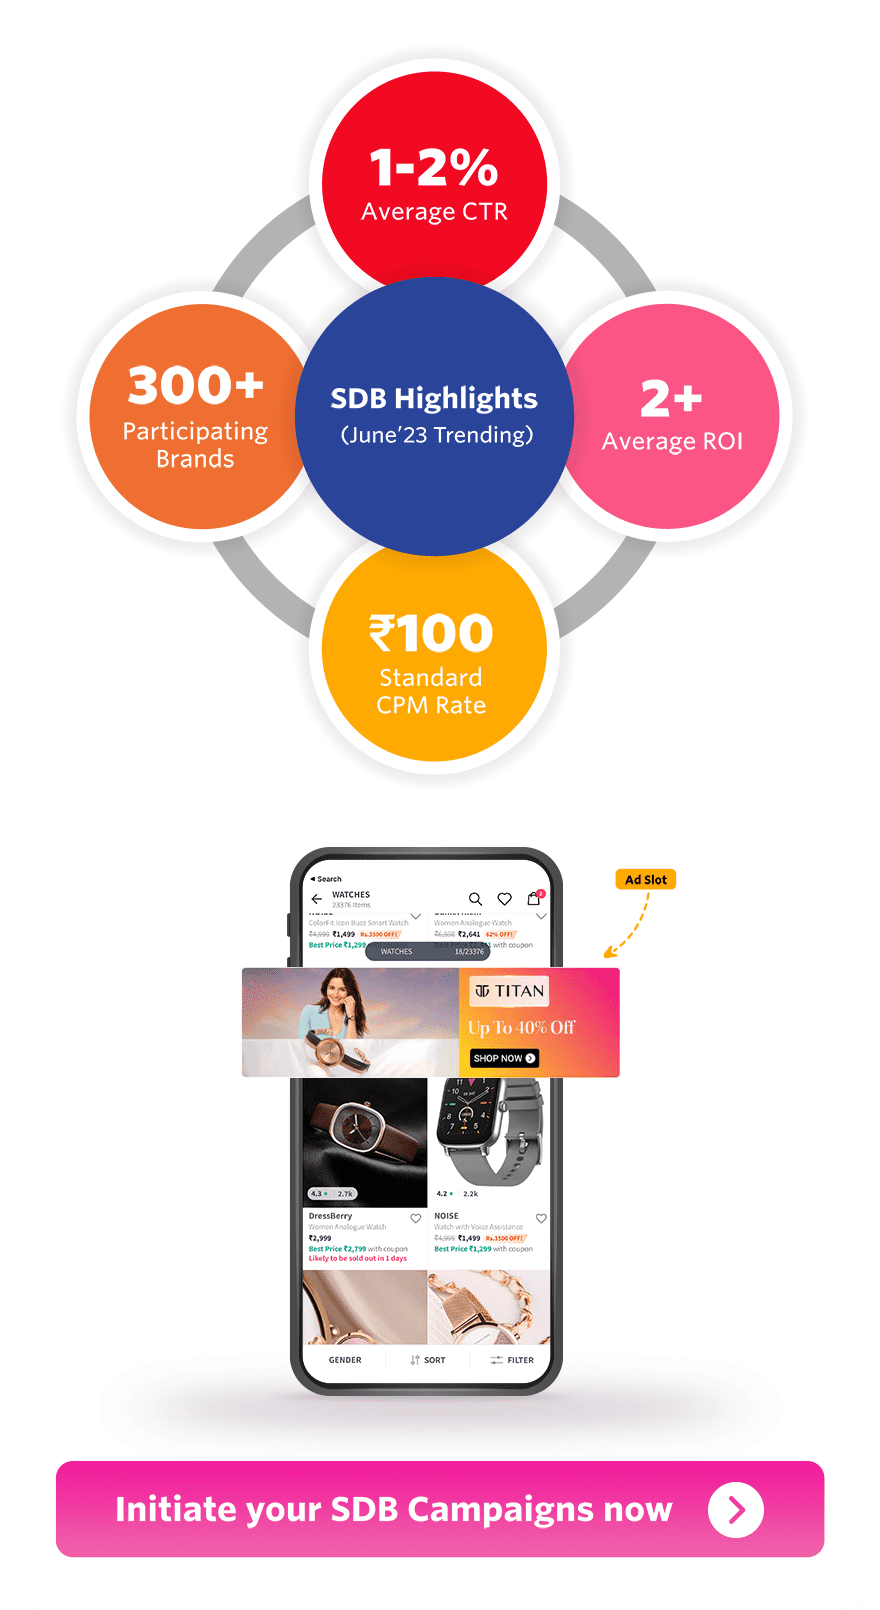 1-2%
Average CTR
300+
Participating
Brands
SDB Highlights
(June'23 Trending)
2+
Average ROI
₹100
Standard
CPM Rate
Ad Slot
Search
WATCHES
23376 Items
2
NOISE
ColorFit Icon Buzz Smart Watch
Women Analogue Watch
₹4,999 ₹1,499 Rs.3500 OFF!
₹6,950 ₹2,641 62% OFF!
Best Price ₹1,299
with coupon
WATCHES 18/23376
TITAN
Up To 40% Off
SHOP NOW
4.3 2.7k
4.2 2.2k
DressBerry
Women Analogue Watch
₹2,999
Best Price ₹2,799 with coupon
Likely to be sold out in 1 days
NOISE
Watch with Voice Assistance
₹4,999 ₹1,499 Rs.3500 OFF!
Best Price ₹1,299 with coupon
GENDER
SORT
FILTER
Initiate your SDB Campaigns now